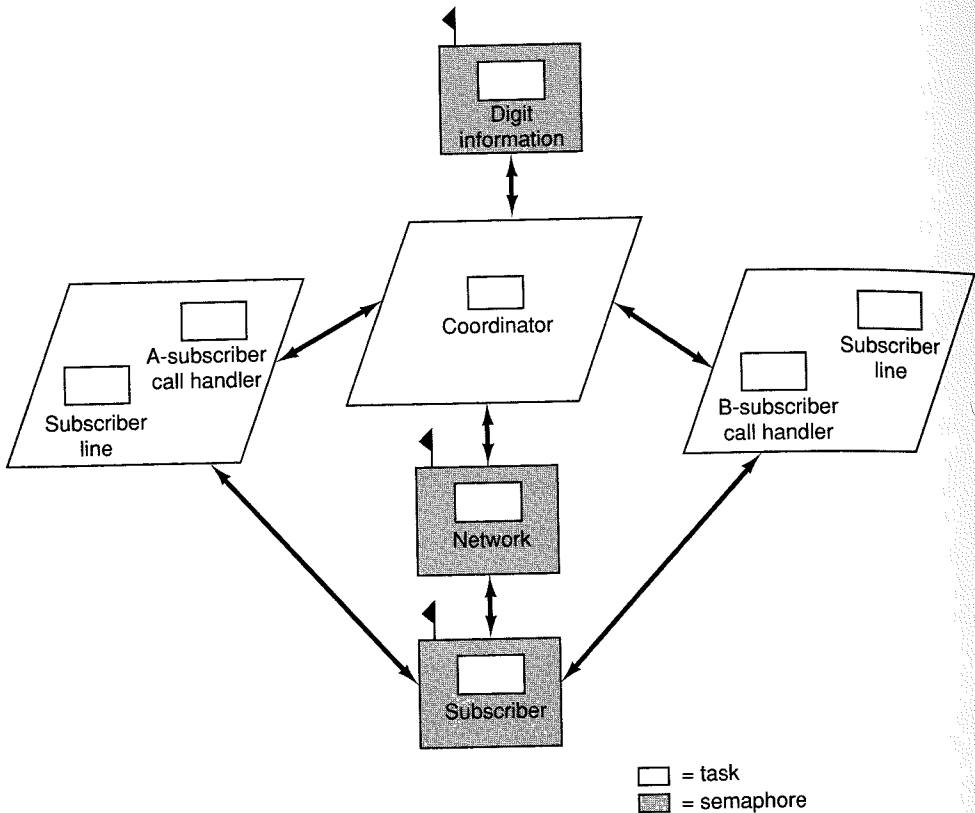 Digit
information
Coordinator
A-subscriber
call handler
Subscriber
line
Subscriber
line
B-subscriber
call handler
Network
Subscriber
= task
= semaphore